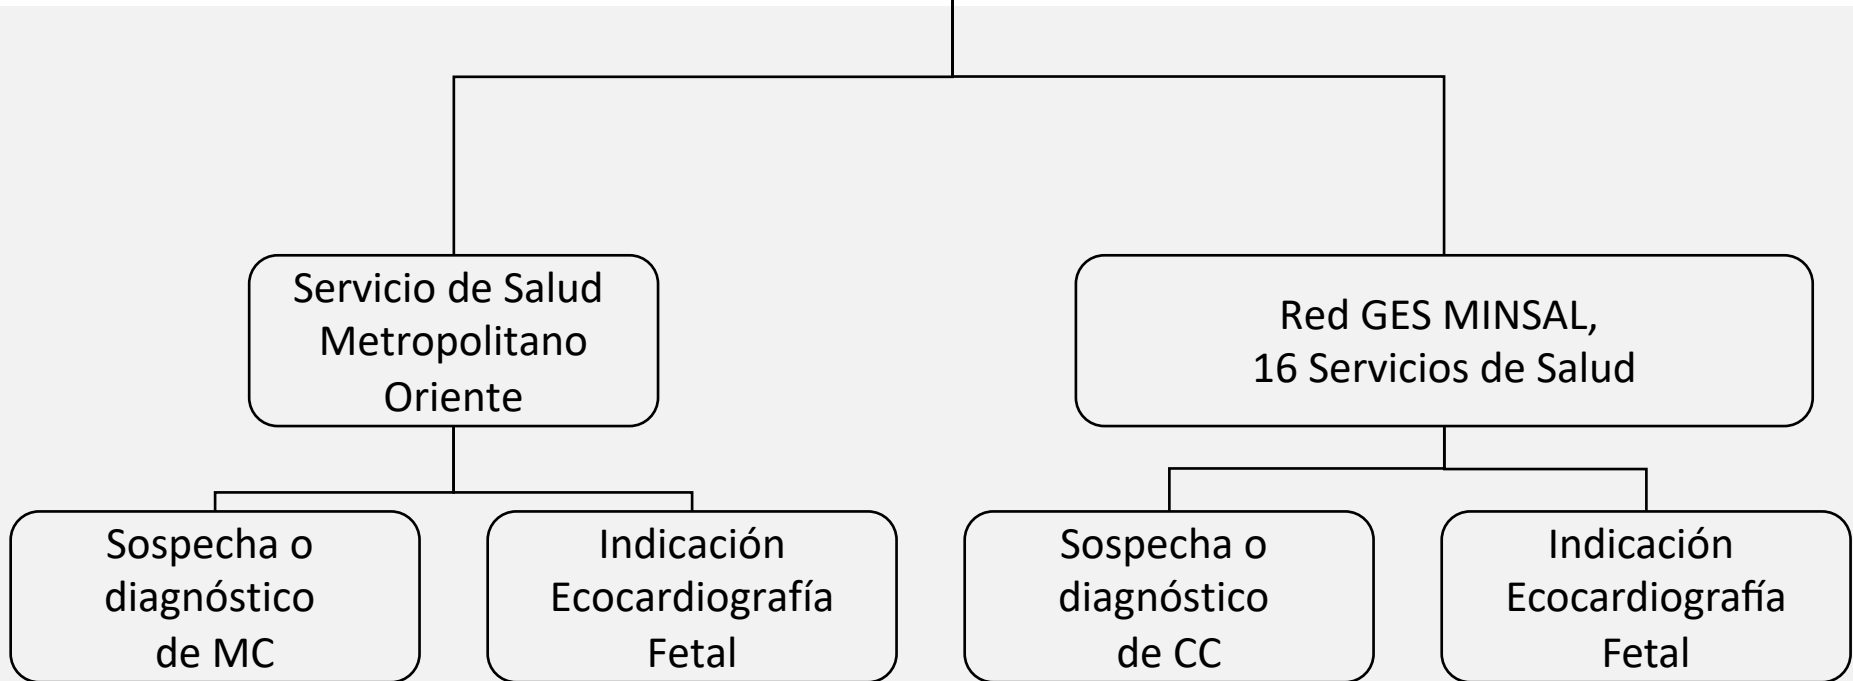 Servicio de Salud
Metropolitano
Oriente
Red GES MINSAL,
16 Servicios de Salud
Sospecha o
diagnóstico
de MC
Indicación
Ecocardiografía
Fetal
Sospecha o
diagnóstico
de CC
Indicación
Ecocardiografía
Fetal